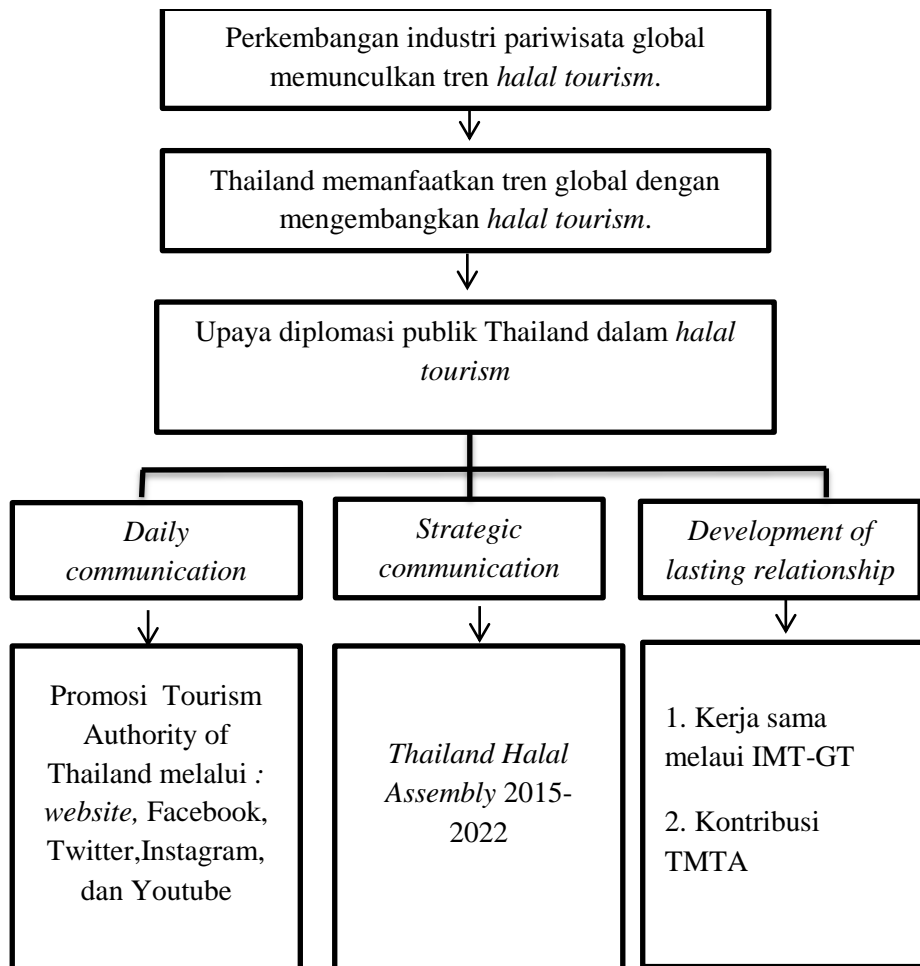 Perkembangan industri pariwisata global
memunculkan tren halal tourism.
Thailand memanfaatkan tren global dengan
mengembangkan halal tourism.
Upaya diplomasi publik Thailand dalam halal
tourism
Daily
communication
Strategic
communication
Development of
lasting relationship
Promosi Tourism
Authority of
Thailand melalui :
website, Facebook,
Twitter,Instagram,
dan Youtube
Thailand Halal
Assembly 2015-
2022
1. Kerja sama
melaui IMT-GT
2. Kontribusi
TMTA